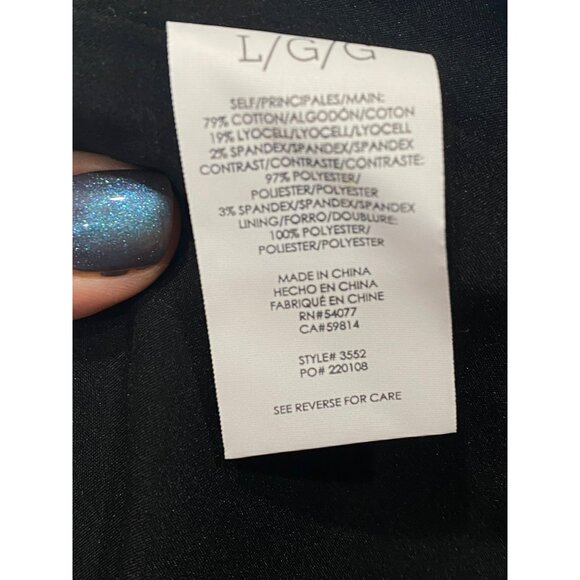 L/G/G
SELF/PRINCIPALES/MAIN:
79% COTTON/ALGODÓN/COTON
19% LYOCELL/LYOCELL/LYOCELL
2% SPANDEX/SPANDEX/SPANDEX
CONTRAST/CONTRASTE/CONTRASTE:
97% POLYESTER/
POLIESTER/POLYESTER
3% SPANDEX/SPANDEX/SPANDEX
LINING/FORRO/DOUBLURE:
100% POLYESTER/
POLIESTER/POLYESTER
MADE IN CHINA
HECHO EN CHINA
FABRIQUÉ EN CHINE
RN#54077
CA#59814
STYLE# 3552
PO# 220108
SEE REVERSE FOR CARE